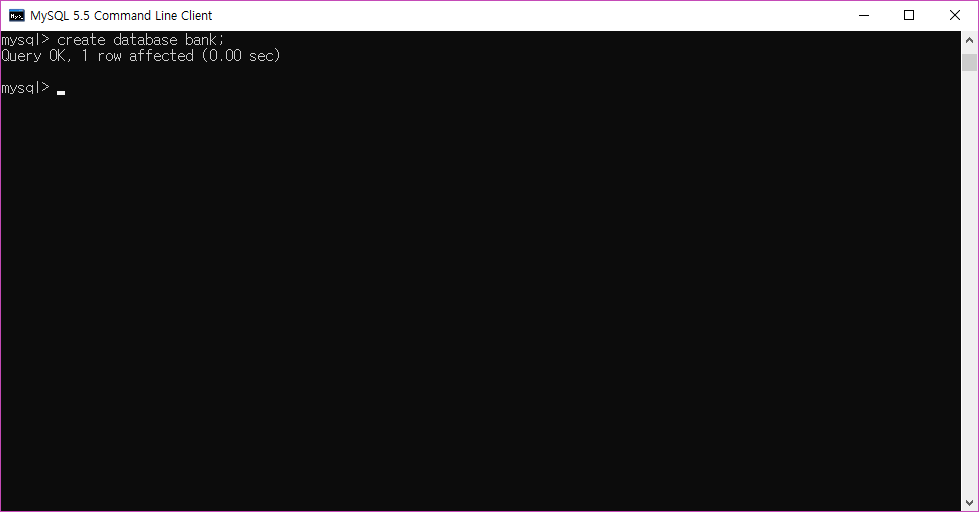 MySQL 5.5 Command Line Client
mysql> create database bank;
Query OK, 1 row affected (0.00 sec)
mysql>